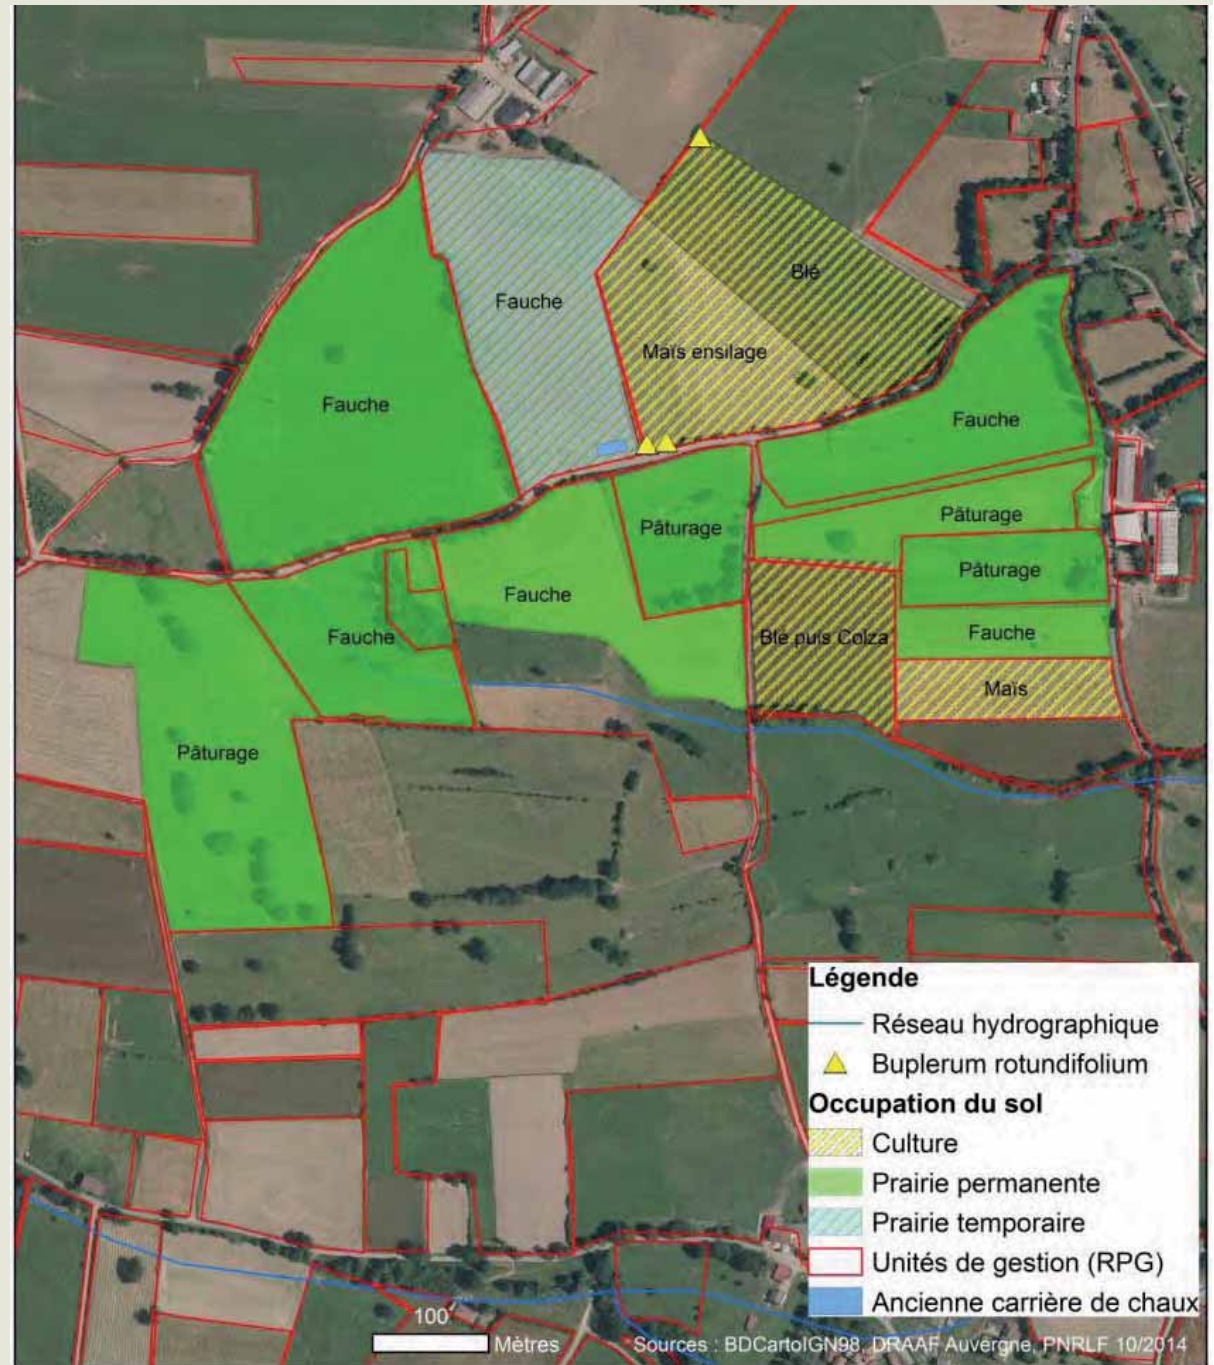 Blé
Fauche
Maïs ensilage
Fauche
Fauche
Pâturage
Pâturage
Pâturage
Fauche
Fauche
Blé puis Colza
Fauche
Maïs
Pâturage
Légende
Réseau hydrographique
Buplerum rotundifolium
Occupation du sol
Culture
Prairie permanente
Prairie temporaire
Unités de gestion (RPG)
Ancienne carrière de chaux
100
Mètres
Sources : BDCartoIGN98, DRAAF Auvergne, PNRLF 10/2014